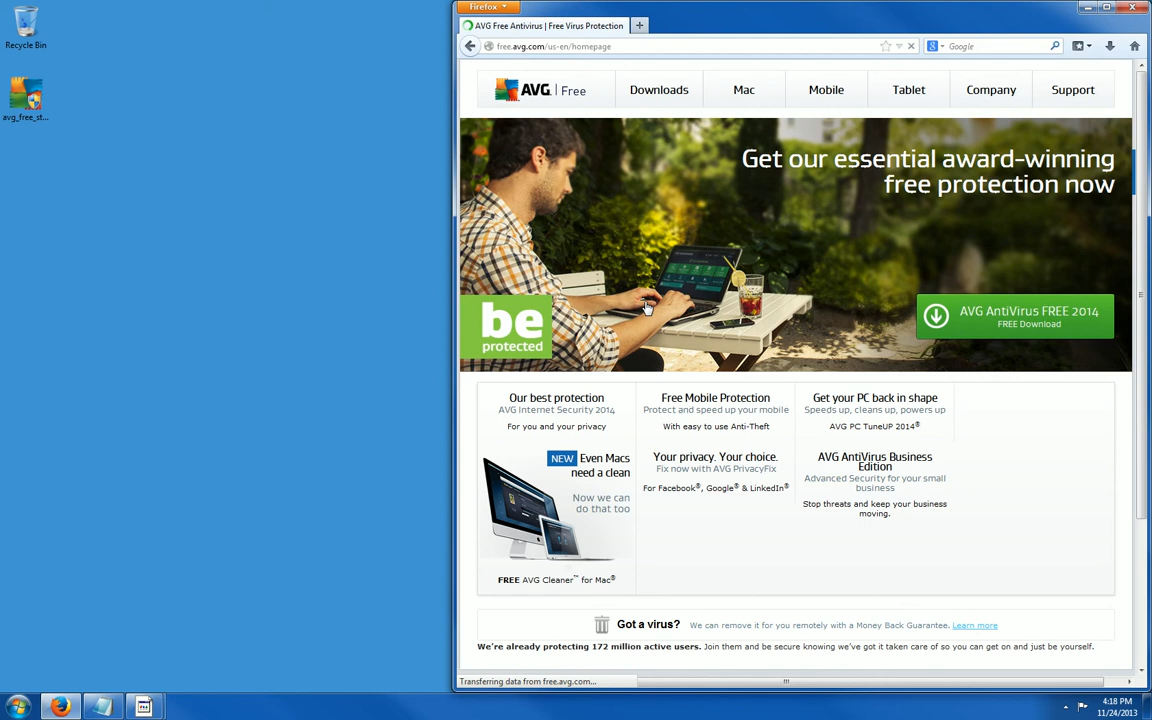 Recycle Bin
avg_free_st...
Firefox
AVG Free Antivirus | Free Virus Protection
free.avg.com/us-en/homepage
Google
AVG | Free
Downloads
Mac
Mobile
Tablet
Company
Support
Get our essential award-winning
free protection now
be
protected
AVG AntiVirus FREE 2014
FREE Download
Our best protection
AVG Internet Security 2014
For you and your privacy
Free Mobile Protection
Protect and speed up your mobile
With easy to use Anti-Theft
Get your PC back in shape
Speeds up, cleans up, powers up
AVG PC TuneUP 2014®
NEW Even Macs
need a clean
Now we can
do that too
FREE AVG Cleaner™ for Mac®
Your privacy. Your choice.
Fix now with AVG PrivacyFix
For Facebook®, Google® & LinkedIn®
AVG AntiVirus Business
Edition
Advanced Security for your small
business
Stop threats and keep your business
moving.
Got a virus? We can remove it for you remotely with a Money Back Guarantee. Learn more
We're already protecting 172 million active users. Join them and be secure knowing we've got it taken care of so you can get on and just be yourself.
Transferring data from free.avg.com...
4:18 PM
11/24/2013